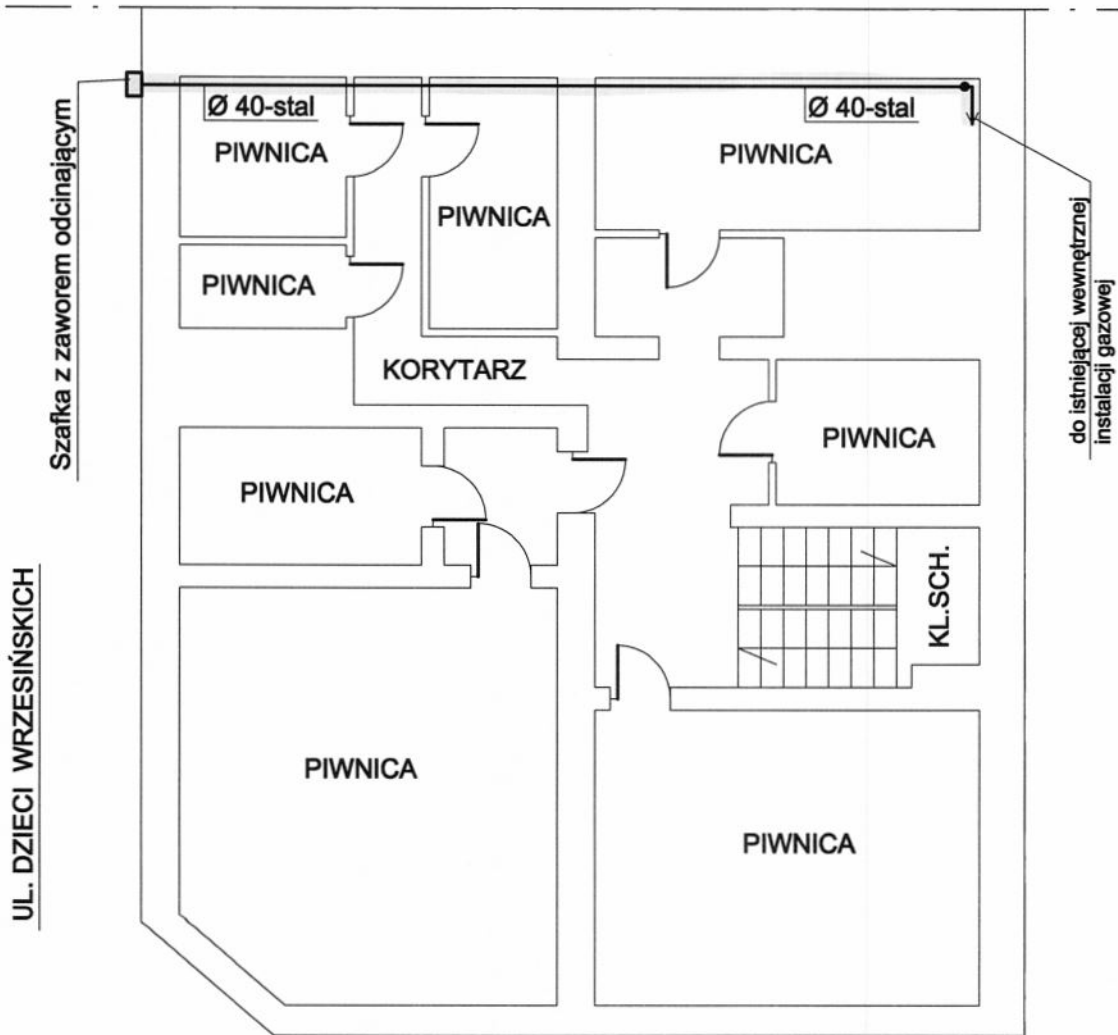 Szafka z zaworem odcinającym
Ø 40-stal
Ø 40-stal
PIWNICA
PIWNICA
PIWNICA
PIWNICA
do istniejącej wewnętrznej
instalacji gazowej
KORYTARZ
PIWNICA
PIWNICA
KL.SCH.
UL. DZIECI WRZESIŃSKICH
PIWNICA
PIWNICA